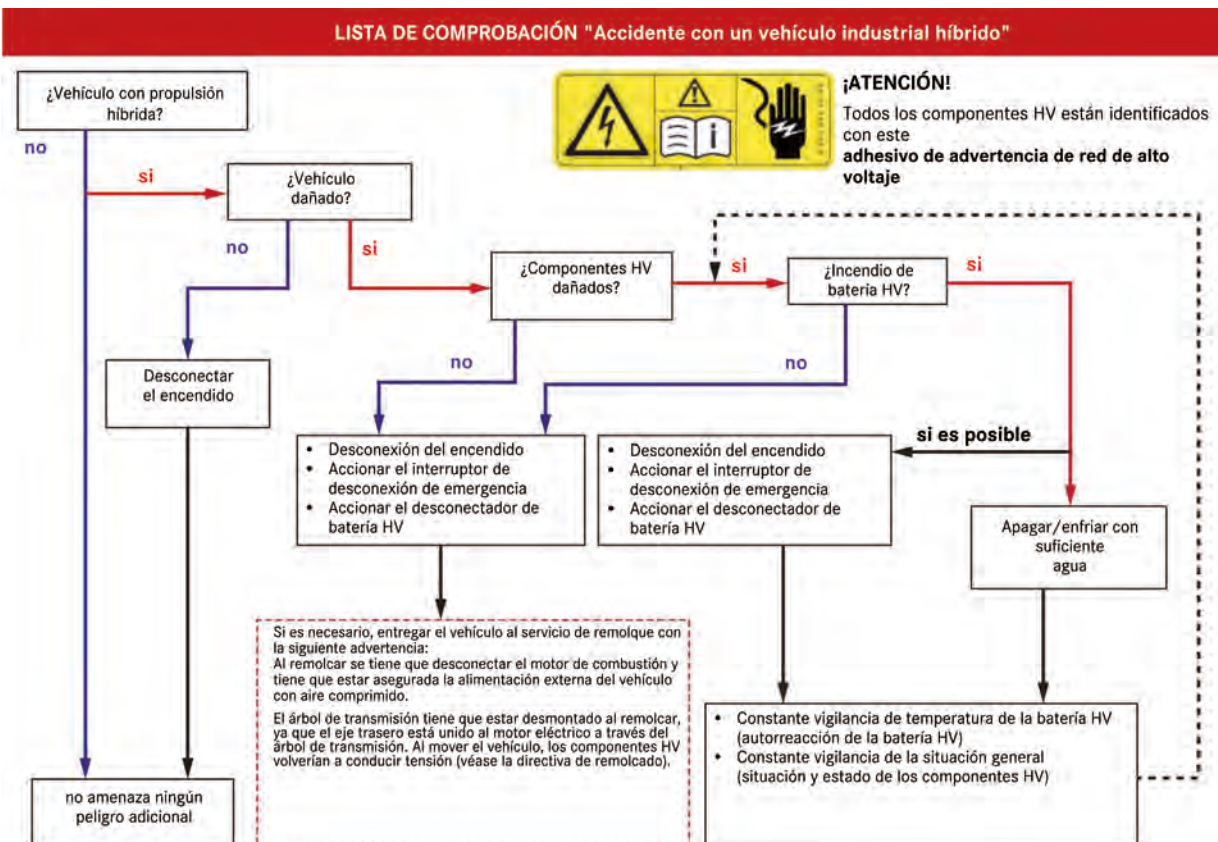 LISTA DE COMPROBACIÓN "Accidente con un vehículo industrial híbrido"
¿Vehículo con propulsión
híbrida?
¡ATENCIÓN!
Todos los componentes HV están identificados
con este
adhesivo de advertencia de red de alto
voltaje
no
si
¿Vehículo
dañado?
no
si
¿Componentes HV
dañados?
si
¿Incendio de
batería HV?
si
no
no
Desconectar
el encendido
• Desconexión del encendido
• Accionar el interruptor de
desconexión de emergencia
• Accionar el desconectador de
batería HV
• Desconexión del encendido
• Accionar el interruptor de
desconexión de emergencia
• Accionar el desconectador de
batería HV
si es posible
Apagar/enfriar con
suficiente
agua
Si es necesario, entregar el vehículo al servicio de remolque con
la siguiente advertencia:
Al remolcar se tiene que desconectar el motor de combustión y
tiene que estar asegurada la alimentación externa del vehículo
con aire comprimido.
El árbol de transmisión tiene que estar desmontado al remolcar,
ya que el eje trasero está unido al motor eléctrico a través del
árbol de transmisión. Al mover el vehículo, los componentes HV
volverían a conducir tensión (véase la directiva de remolcado).
• Constante vigilancia de temperatura de la batería HV
(autorreacción de la batería HV)
• Constante vigilancia de la situación general
(situación y estado de los componentes HV)
no amenaza ningún
peligro adicional